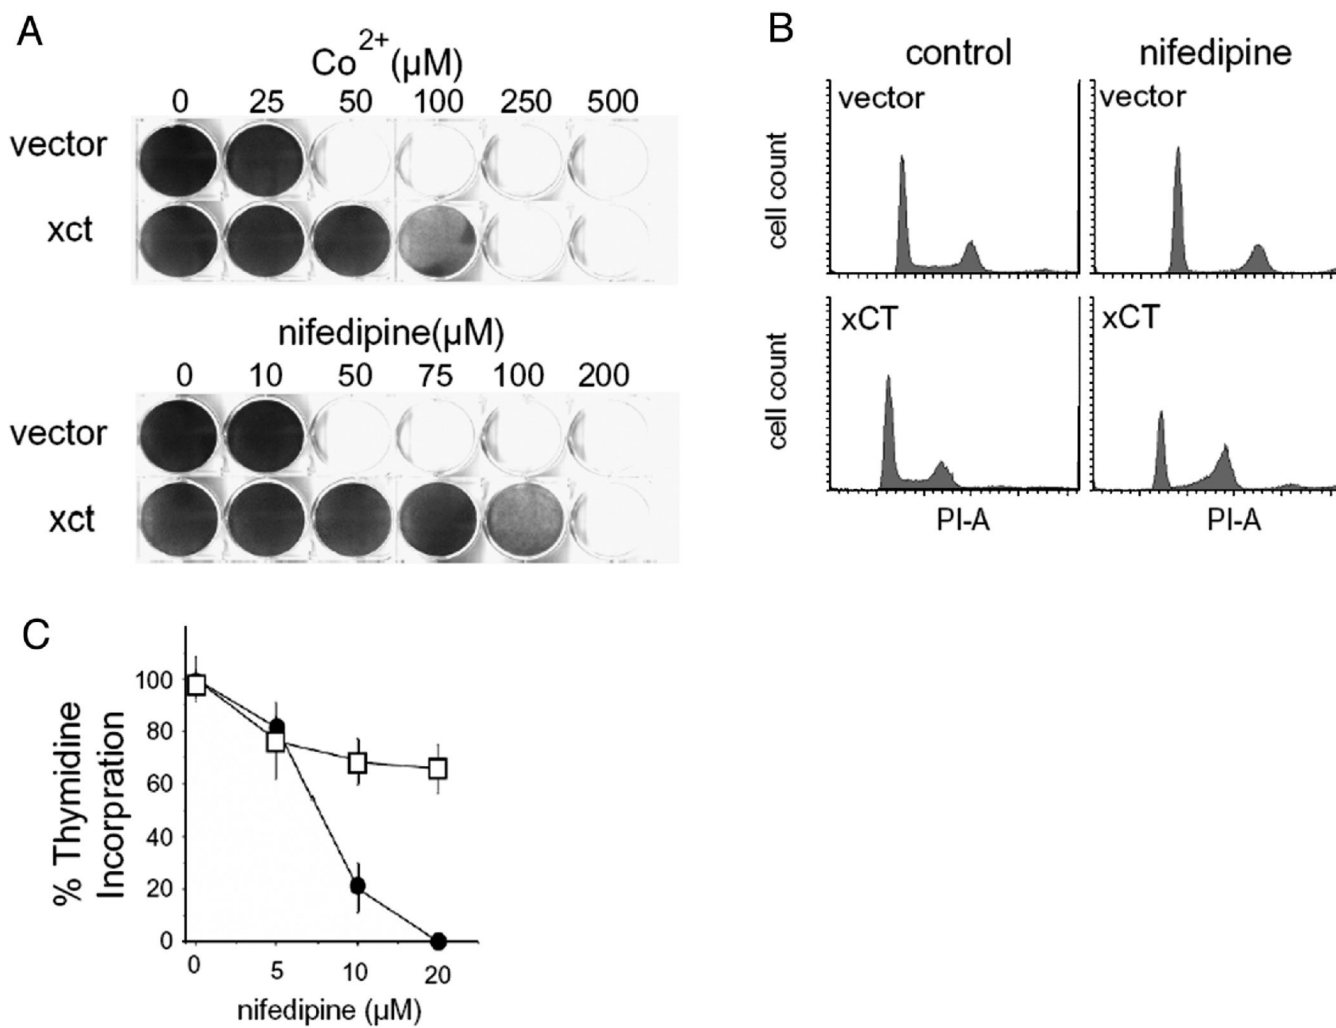 A
Co2+(µM)
0 25 50 100 250 500
vector
xct
nifedipine(µM)
0 10 50 75 100 200
vector
xct
B
control nifedipine
vector vector
cell count
xCT xCT
cell count
PI-A PI-A
C
% Thymidine
Incorpration
100
80
60
40
20
0
0 5 10 20
nifedipine (µM)